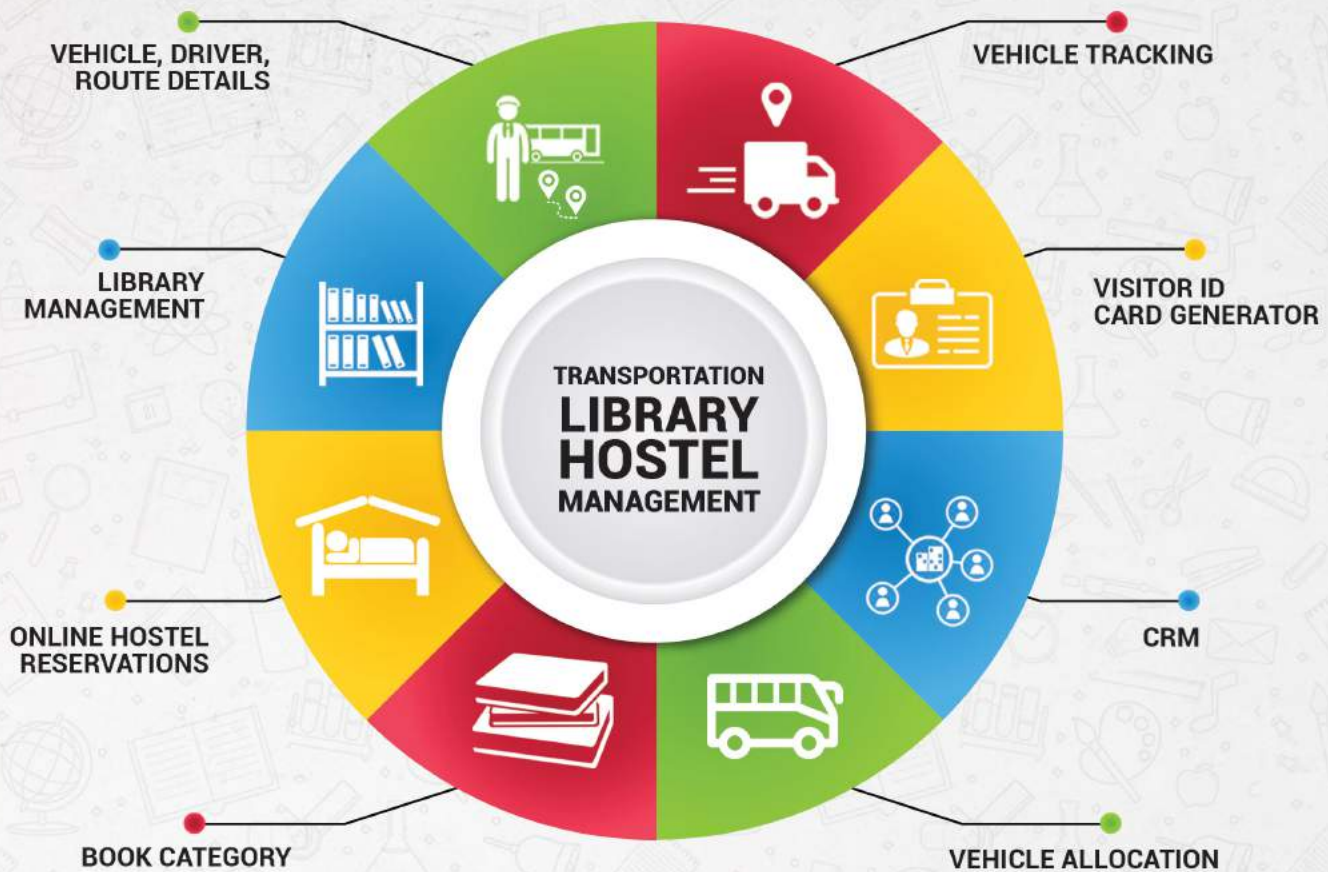 VEHICLE, DRIVER,
ROUTE DETAILS
VEHICLE TRACKING
LIBRARY
MANAGEMENT
VISITOR ID
CARD GENERATOR
TRANSPORTATION
LIBRARY
HOSTEL
MANAGEMENT
ONLINE HOSTEL
RESERVATIONS
CRM
BOOK CATEGORY
VEHICLE ALLOCATION